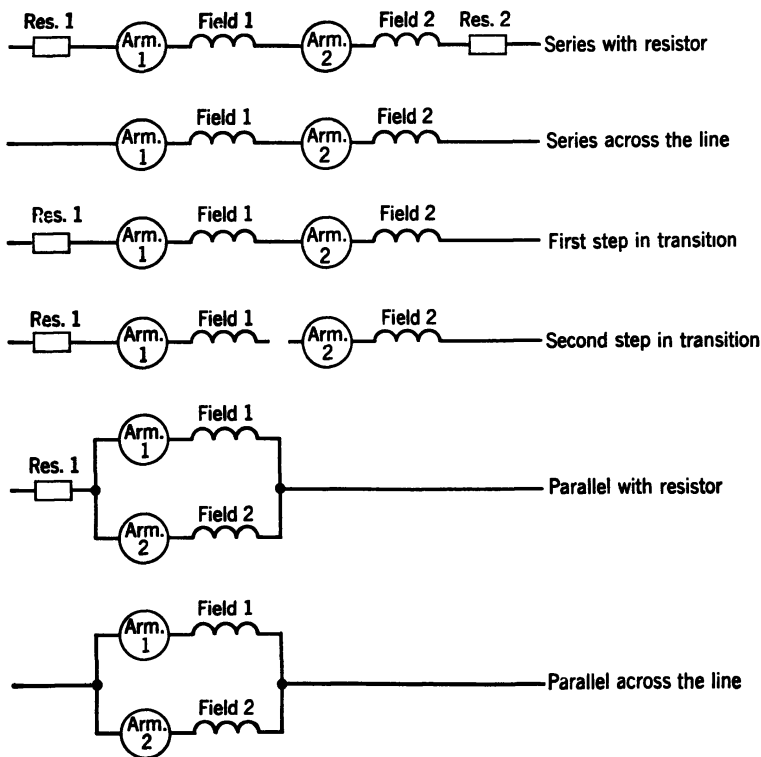 Res. 1 Arm. 1 Field 1 Arm. 2 Field 2 Res. 2 Series with resistor
Arm. 1 Field 1 Arm. 2 Field 2 Series across the line
Res. 1 Arm. 1 Field 1 Arm. 2 Field 2 First step in transition
Res. 1 Arm. 1 Field 1 Arm. 2 Field 2 Second step in transition
Field 1
Arm. 1
Res. 1 Parallel with resistor
Field 2
Arm. 2
Field 1
Arm. 1
Parallel across the line
Field 2
Arm. 2